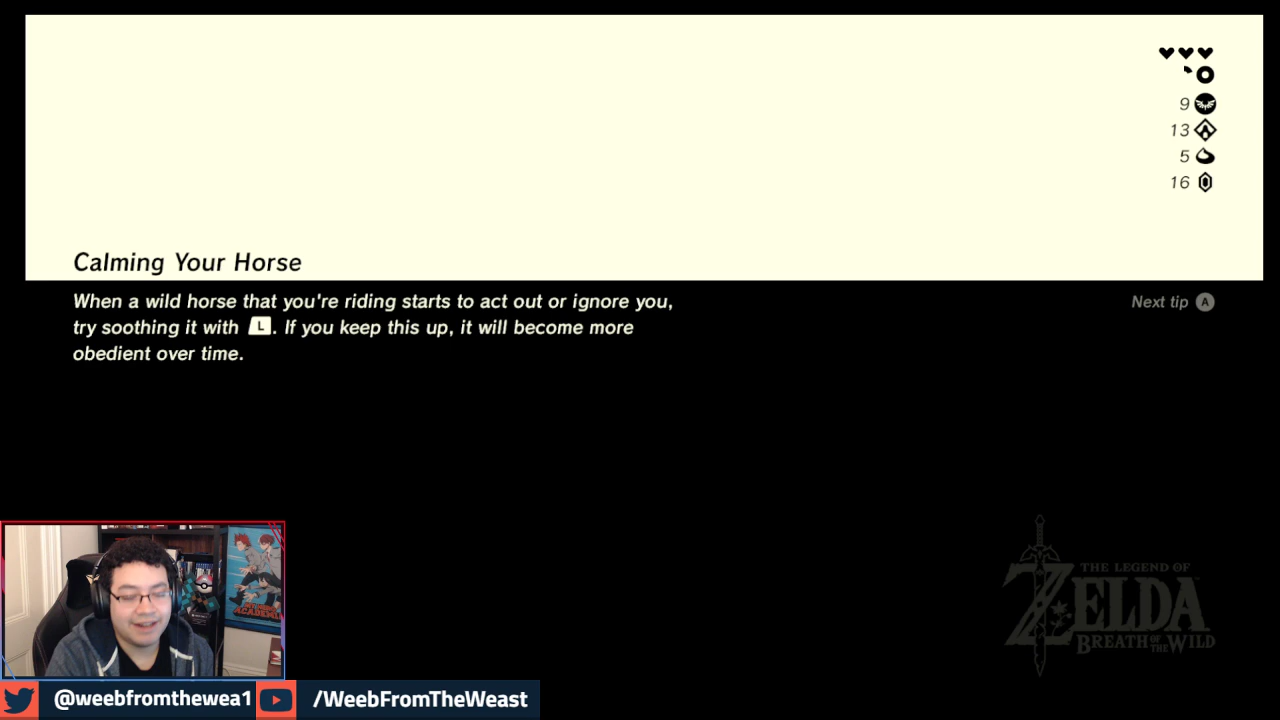 9
13
5
16
Calming Your Horse
When a wild horse that you're riding starts to act out or ignore you,
try soothing it with L. If you keep this up, it will become more
obedient over time.
Next tip A
THE LEGEND OF
ZELDA
BREATH OF THE WILD
ACADEMIA
@weebfromthewea1
/WeebFromTheWeast